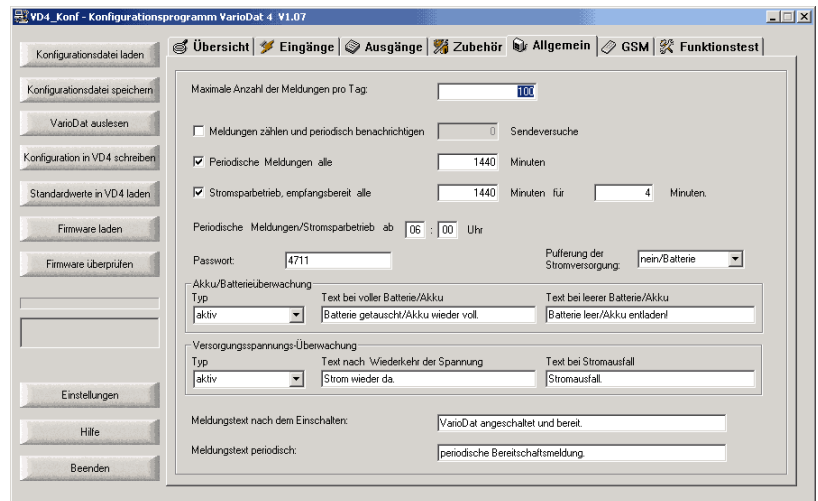 VD4_Konf - Konfigurationsprogramm VarioDat 4 V1.07
Übersicht Eingänge Ausgänge Zubehör Allgemein GSM Funktionstest
Konfigurationsdatei laden
Konfigurationsdatei speichern
VarioDat auslesen
Konfiguration in VD4 schreiben
Standardwerte in VD4 laden
Firmware laden
Firmware überprüfen
Einstellungen
Hilfe
Beenden
Maximale Anzahl der Meldungen pro Tag: 100
Meldungen zählen und periodisch benachrichtigen 0 Sendeversuche
Periodische Meldungen alle 1440 Minuten
Stromsparbetrieb, empfangsbereit alle 1440 Minuten für 4 Minuten.
Periodische Meldungen/Stromsparbetrieb ab 06 : 00 Uhr
Passwort: 4711
Pufferung der
Stromversorgung: nein/Batterie
Akku/Batterieüberwachung
Typ Text bei voller Batterie/Akku Text bei leerer Batterie/Akku
aktiv Batterie getauscht/Akku wieder voll. Batterie leer/Akku entladen!
Versorgungsspannungs-Überwachung
Typ Text nach Wiederkehr der Spannung Text bei Stromausfall
aktiv Strom wieder da. Stromausfall.
Meldungstext nach dem Einschalten: VarioDat angeschaltet und bereit.
Meldungstext periodisch: periodische Bereitschaftsmeldung.